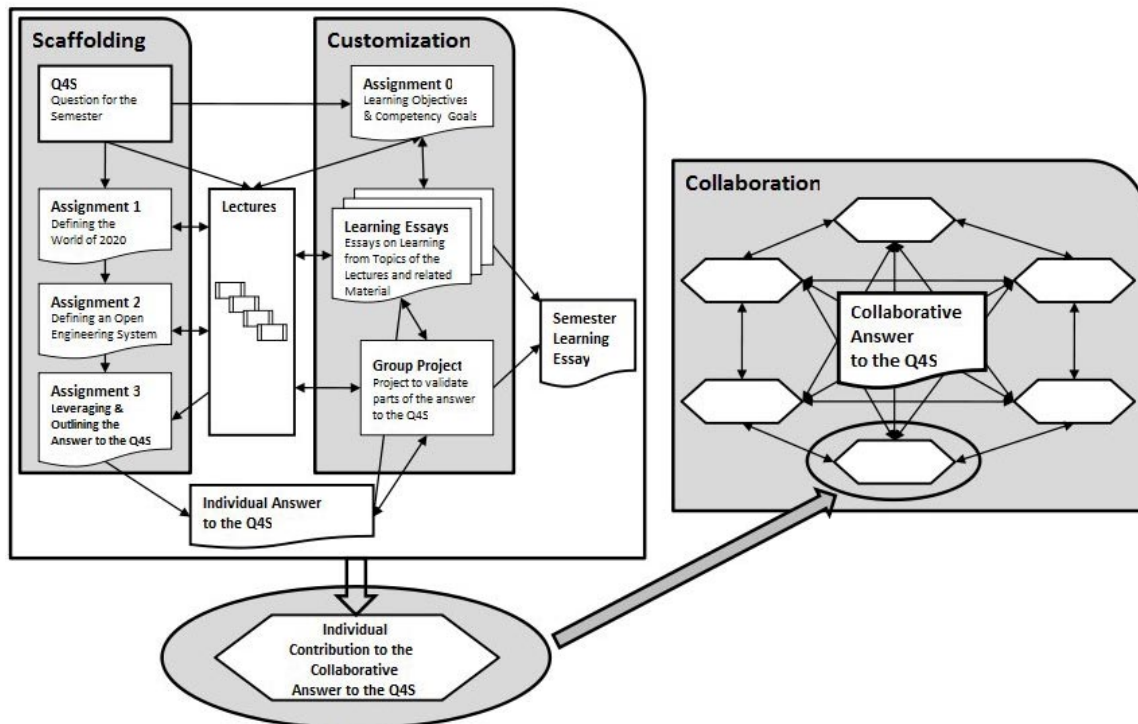 Scaffolding
Q4S
Question for the
Semester
Assignment 1
Defining the
World of 2020
Assignment 2
Defining an Open
Engineering System
Assignment 3
Leveraging &
Outlining the
Answer to the Q4S
Lectures
Customization
Assignment 0
Learning Objectives
& Competency Goals
Learning Essays
Essays on Learning
from Topics of the
Lectures and related
Material
Group Project
Project to validate
parts of the answer
to the Q4S
Semester
Learning
Essay
Individual Answer
to the Q4S
Individual
Contribution to the
Collaborative
Answer to the Q4S
Collaboration
Collaborative
Answer
to the Q4S